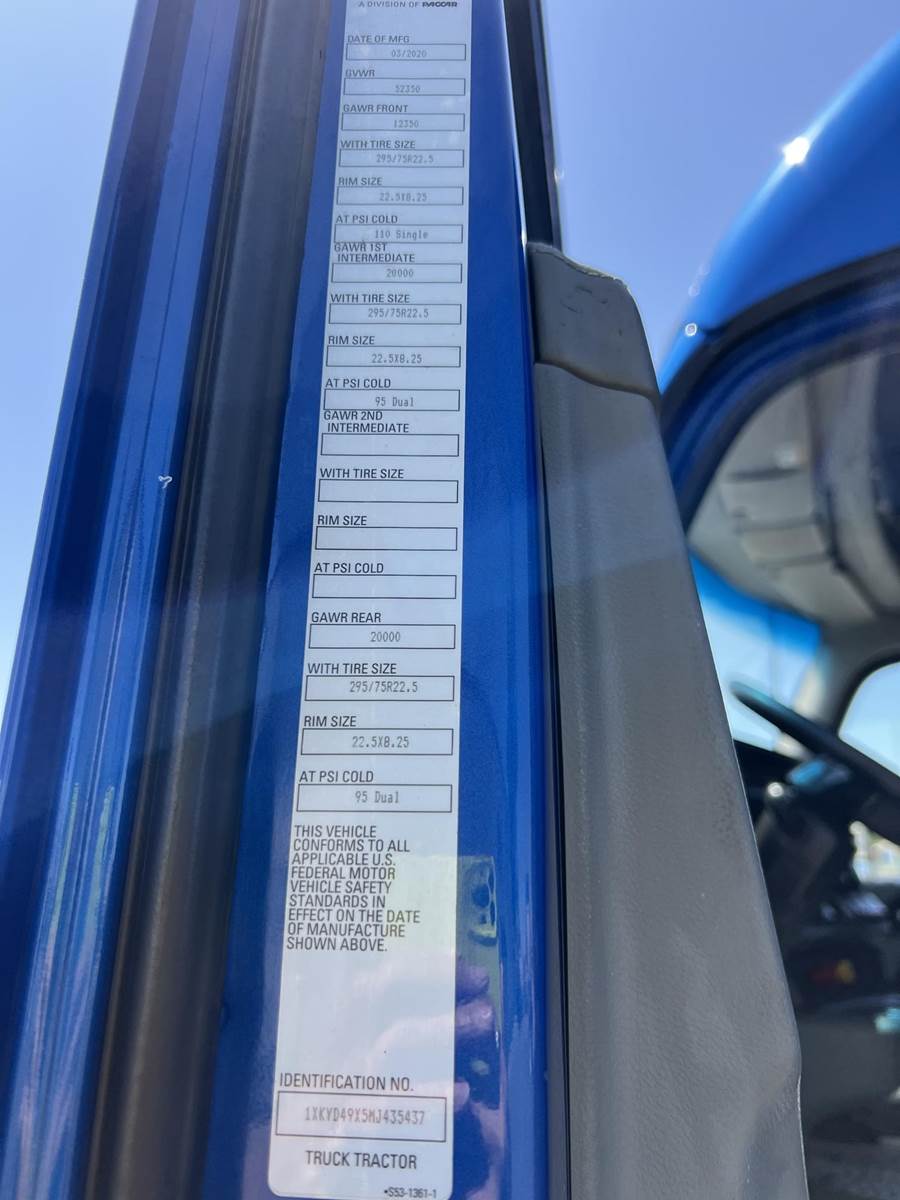 A DIVISION OF PACCAR
DATE OF MFG
03/2020
GVWR
52350
GAWR FRONT
12350
WITH TIRE SIZE
295/75R22.5
RIM SIZE
22.5X8.25
AT PSI COLD
110 Single
GAWR 1ST
INTERMEDIATE
20000
WITH TIRE SIZE
295/75R22.5
RIM SIZE
22.5X8.25
AT PSI COLD
95 Dual
GAWR 2ND
INTERMEDIATE
WITH TIRE SIZE
RIM SIZE
AT PSI COLD
GAWR REAR
20000
WITH TIRE SIZE
295/75R22.5
RIM SIZE
22.5X8.25
AT PSI COLD
95 Dual
THIS VEHICLE
CONFORMS TO ALL
APPLICABLE U.S.
FEDERAL MOTOR
VEHICLE SAFETY
STANDARDS IN
EFFECT ON THE DATE
OF MANUFACTURE
SHOWN ABOVE.
IDENTIFICATION NO.
1XKYD49X5MJ435437
TRUCK TRACTOR
•S53-1361-1